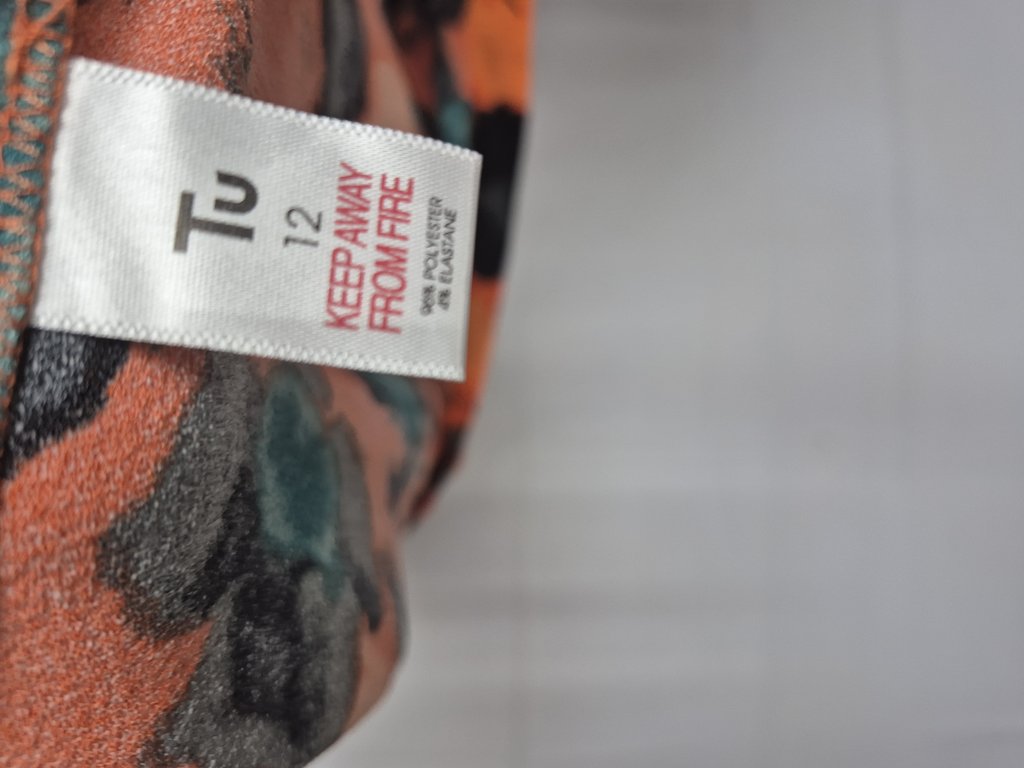 Tu
12
KEEP AWAY
FROM FIRE
96% POLYESTER
4% ELASTANE